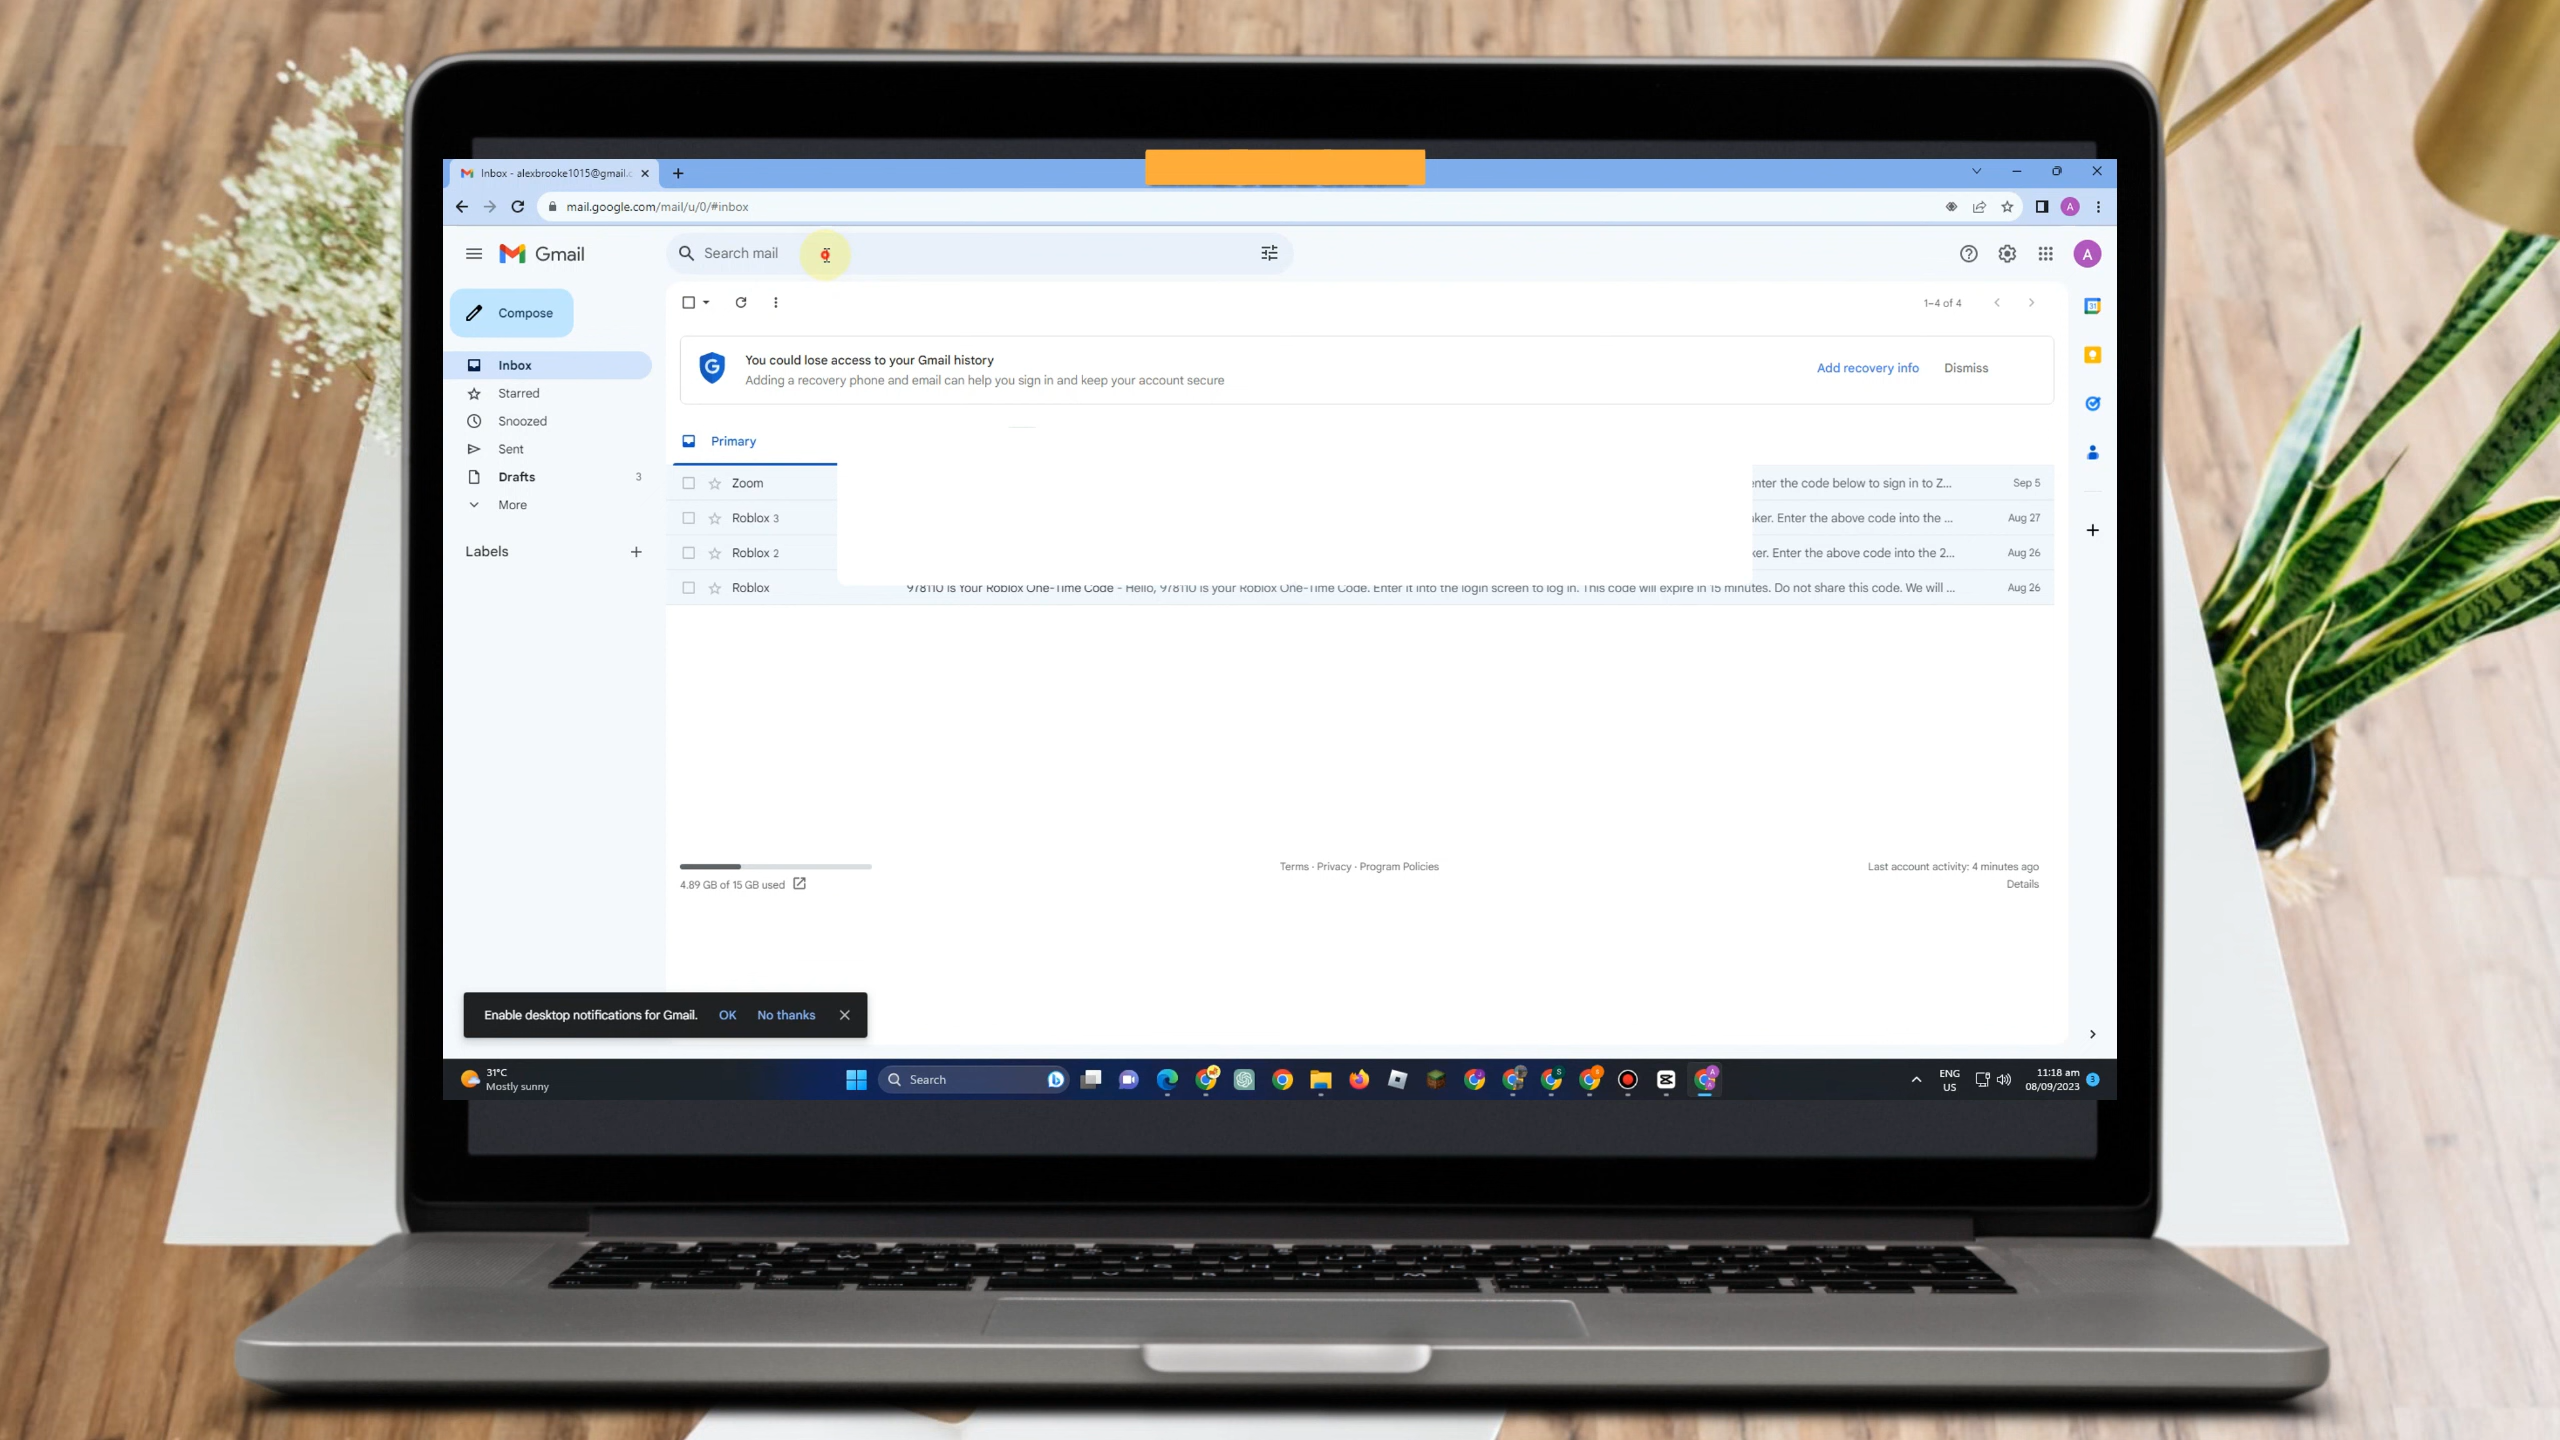 Inbox - alexbrooke1015@gmail.c
mail.google.com/mail/u/0/#inbox
Gmail
Search mail
A
Compose
1–4 of 4
Inbox
Starred
Snoozed
Sent
Drafts 3
More
Labels
You could lose access to your Gmail history
Adding a recovery phone and email can help you sign in and keep your account secure
Add recovery info Dismiss
Primary
Zoom enter the code below to sign in to Z... Sep 5
Roblox 3 Enter the above code into the ... Aug 27
Roblox 2 Enter the above code into the 2... Aug 26
Roblox 978110 is Your Roblox One-Time Code - Hello, 978110 is your Roblox One-Time Code. Enter it into the login screen to log in. This code will expire in 15 minutes. Do not share this code. We will ... Aug 26
4.89 GB of 15 GB used
Terms · Privacy · Program Policies
Last account activity: 4 minutes ago
Details
Enable desktop notifications for Gmail. OK No thanks
31°C
Mostly sunny
Search
ENG
US
11:18 am
08/09/2023
3